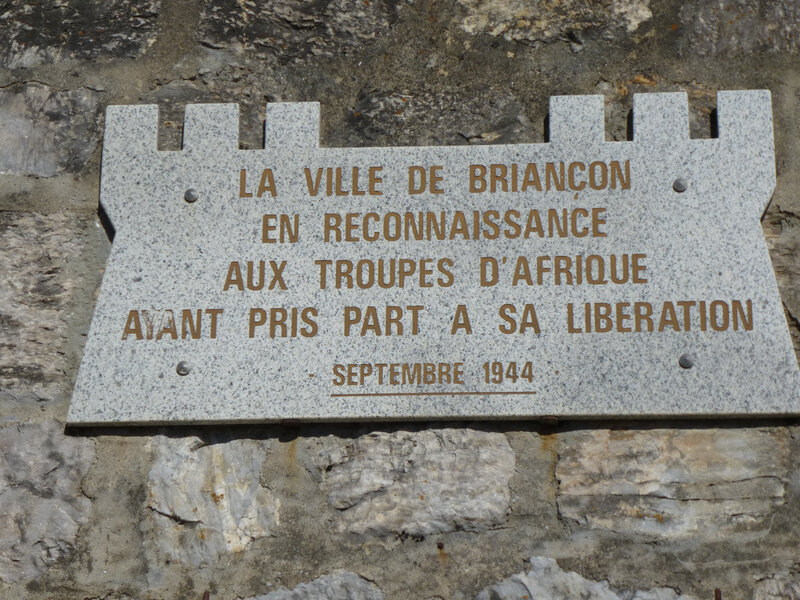 LA VILLE DE BRIANÇON
EN RECONNAISSANCE
AUX TROUPES D'AFRIQUE
AYANT PRIS PART A SA LIBERATION
SEPTEMBRE 1944